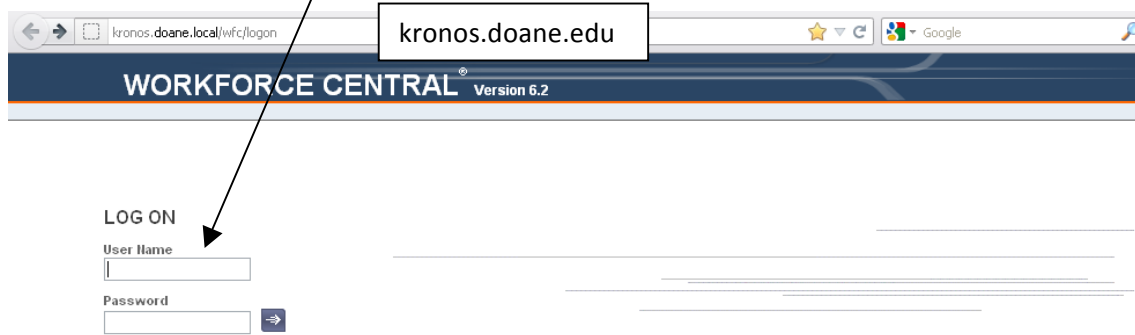 kronos.doane.edu
kronos.doane.local/wfc/logon
Google
WORKFORCE CENTRAL® Version 6.2
LOG ON
User Name
Password